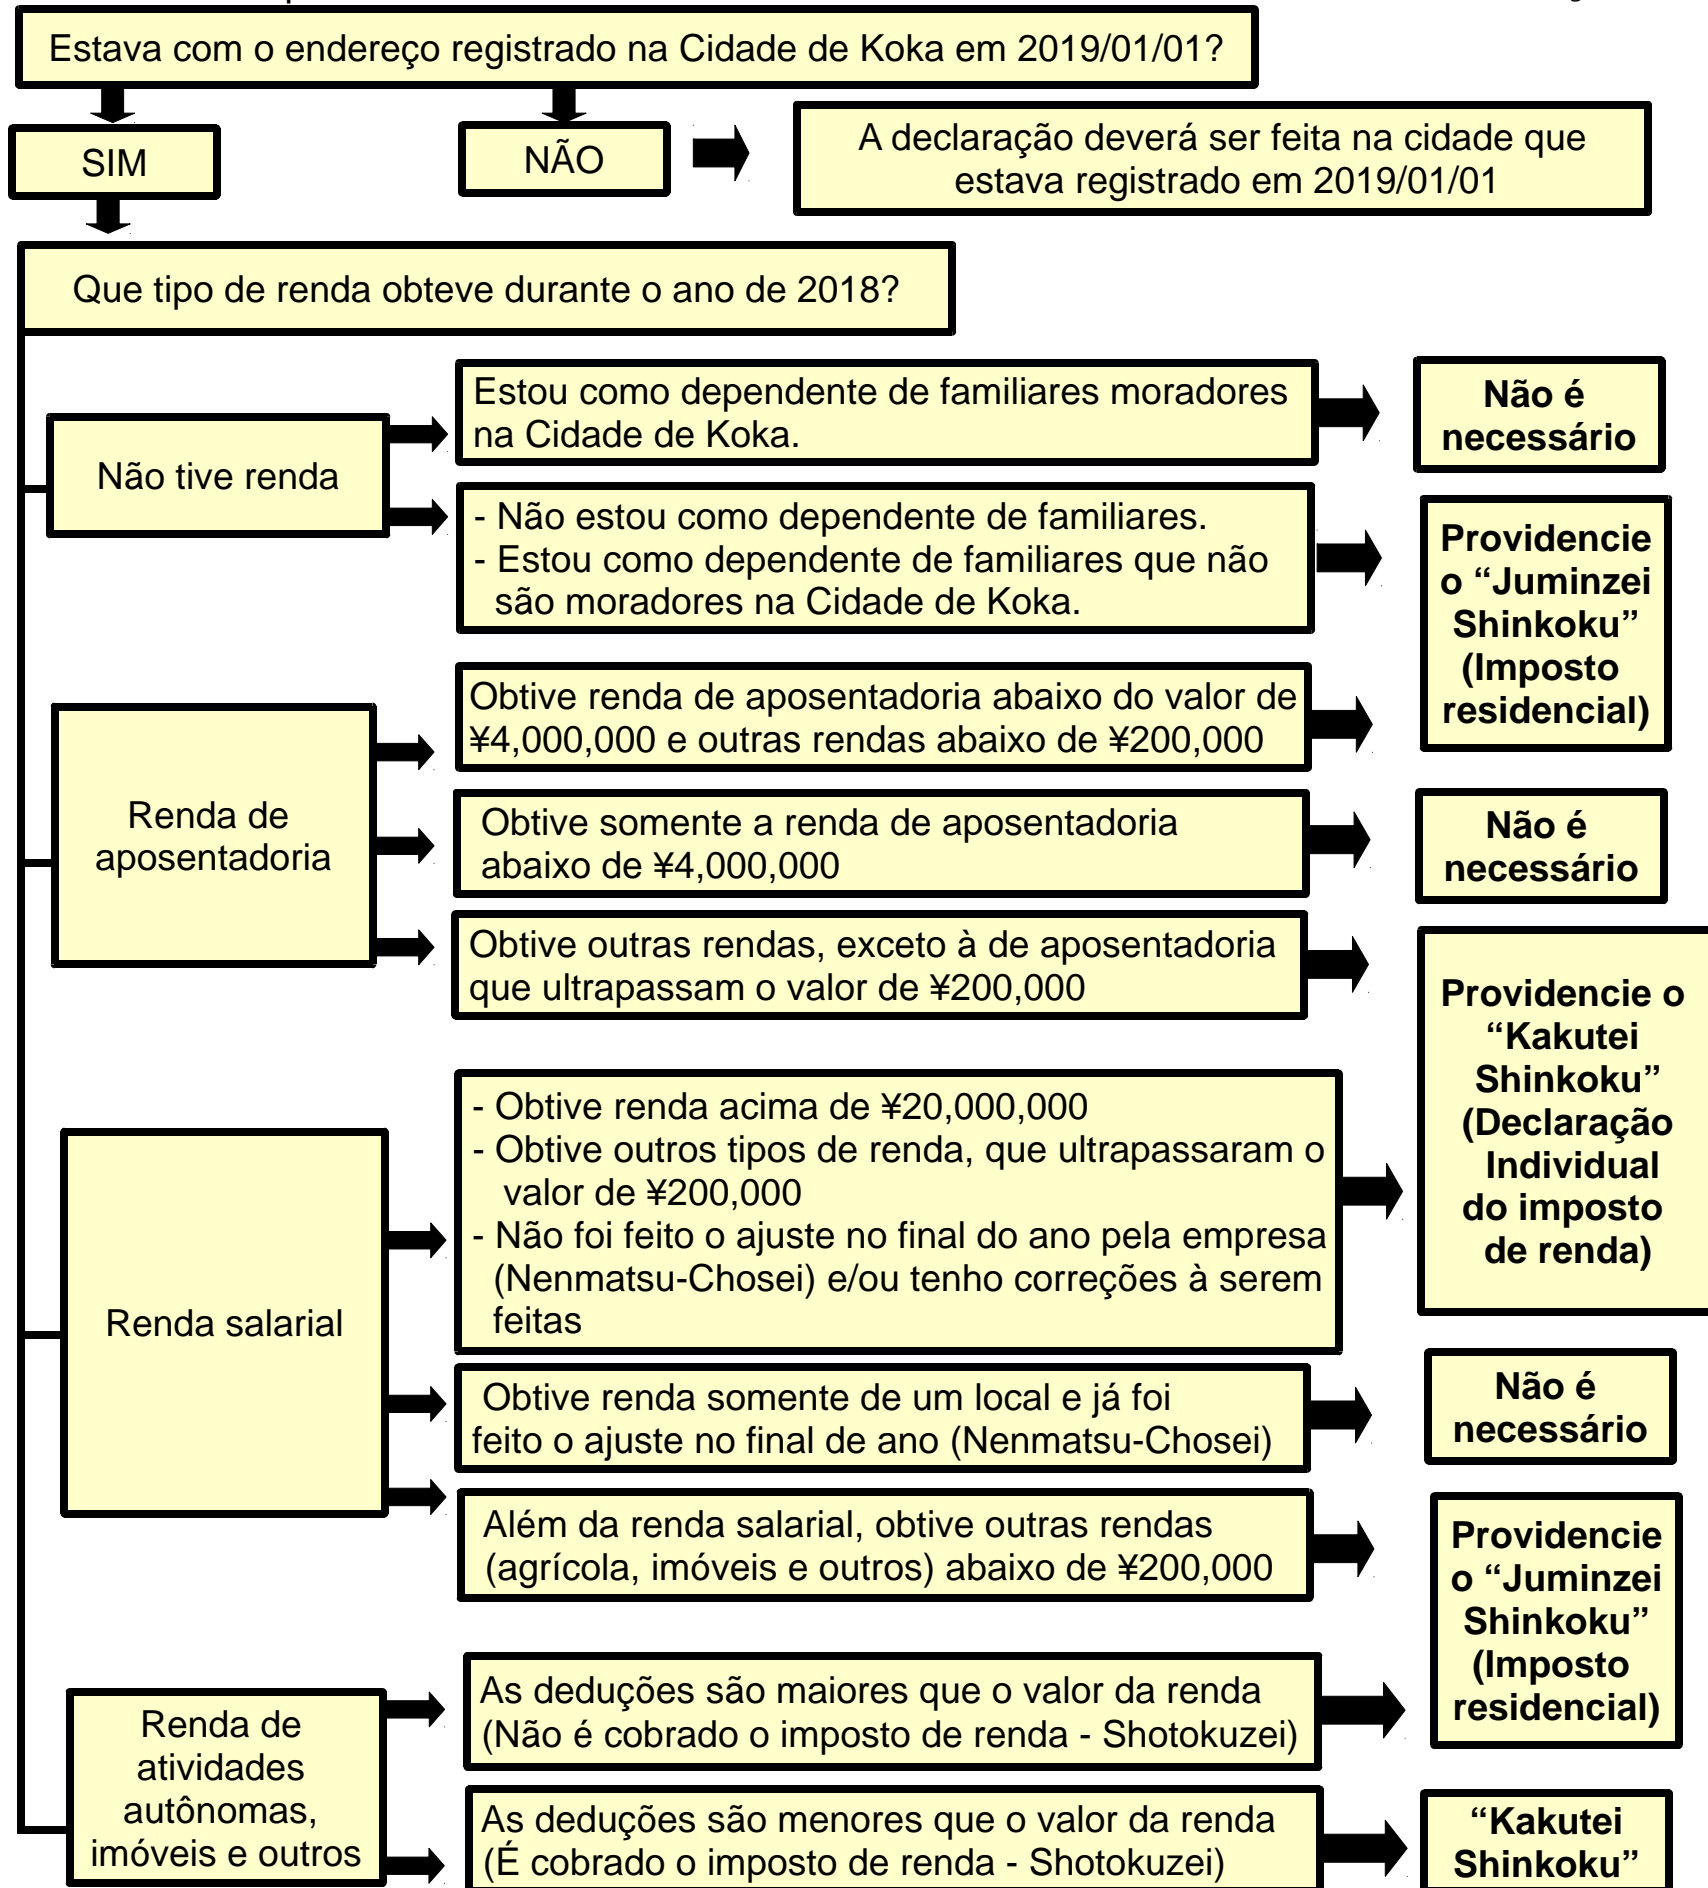 Estava com o endereço registrado na Cidade de Koka em 2019/01/01?
SIM
NÃO
A declaração deverá ser feita na cidade que
estava registrado em 2019/01/01
Que tipo de renda obteve durante o ano de 2018?
Não tive renda
Estou como dependente de familiares moradores
na Cidade de Koka.
Não é
necessário
- Não estou como dependente de familiares.
- Estou como dependente de familiares que não
são moradores na Cidade de Koka.
Providencie
o “Juminzei
Shinkoku”
(Imposto
residencial)
Renda de
aposentadoria
Obtive renda de aposentadoria abaixo do valor de
¥4,000,000 e outras rendas abaixo de ¥200,000
Obtive somente a renda de aposentadoria
abaixo de ¥4,000,000
Não é
necessário
Obtive outras rendas, exceto à de aposentadoria
que ultrapassam o valor de ¥200,000
Providencie o
“Kakutei
Shinkoku”
(Declaração
Individual
do imposto
de renda)
Renda salarial
- Obtive renda acima de ¥20,000,000
- Obtive outros tipos de renda, que ultrapassaram o
valor de ¥200,000
- Não foi feito o ajuste no final do ano pela empresa
(Nenmatsu-Chosei) e/ou tenho correções à serem
feitas
Obtive renda somente de um local e já foi
feito o ajuste no final de ano (Nenmatsu-Chosei)
Não é
necessário
Além da renda salarial, obtive outras rendas
(agrícola, imóveis e outros) abaixo de ¥200,000
Providencie
o “Juminzei
Shinkoku”
(Imposto
residencial)
Renda de
atividades
autônomas,
imóveis e outros
As deduções são maiores que o valor da renda
(Não é cobrado o imposto de renda - Shotokuzei)
As deduções são menores que o valor da renda
(É cobrado o imposto de renda - Shotokuzei)
“Kakutei
Shinkoku”